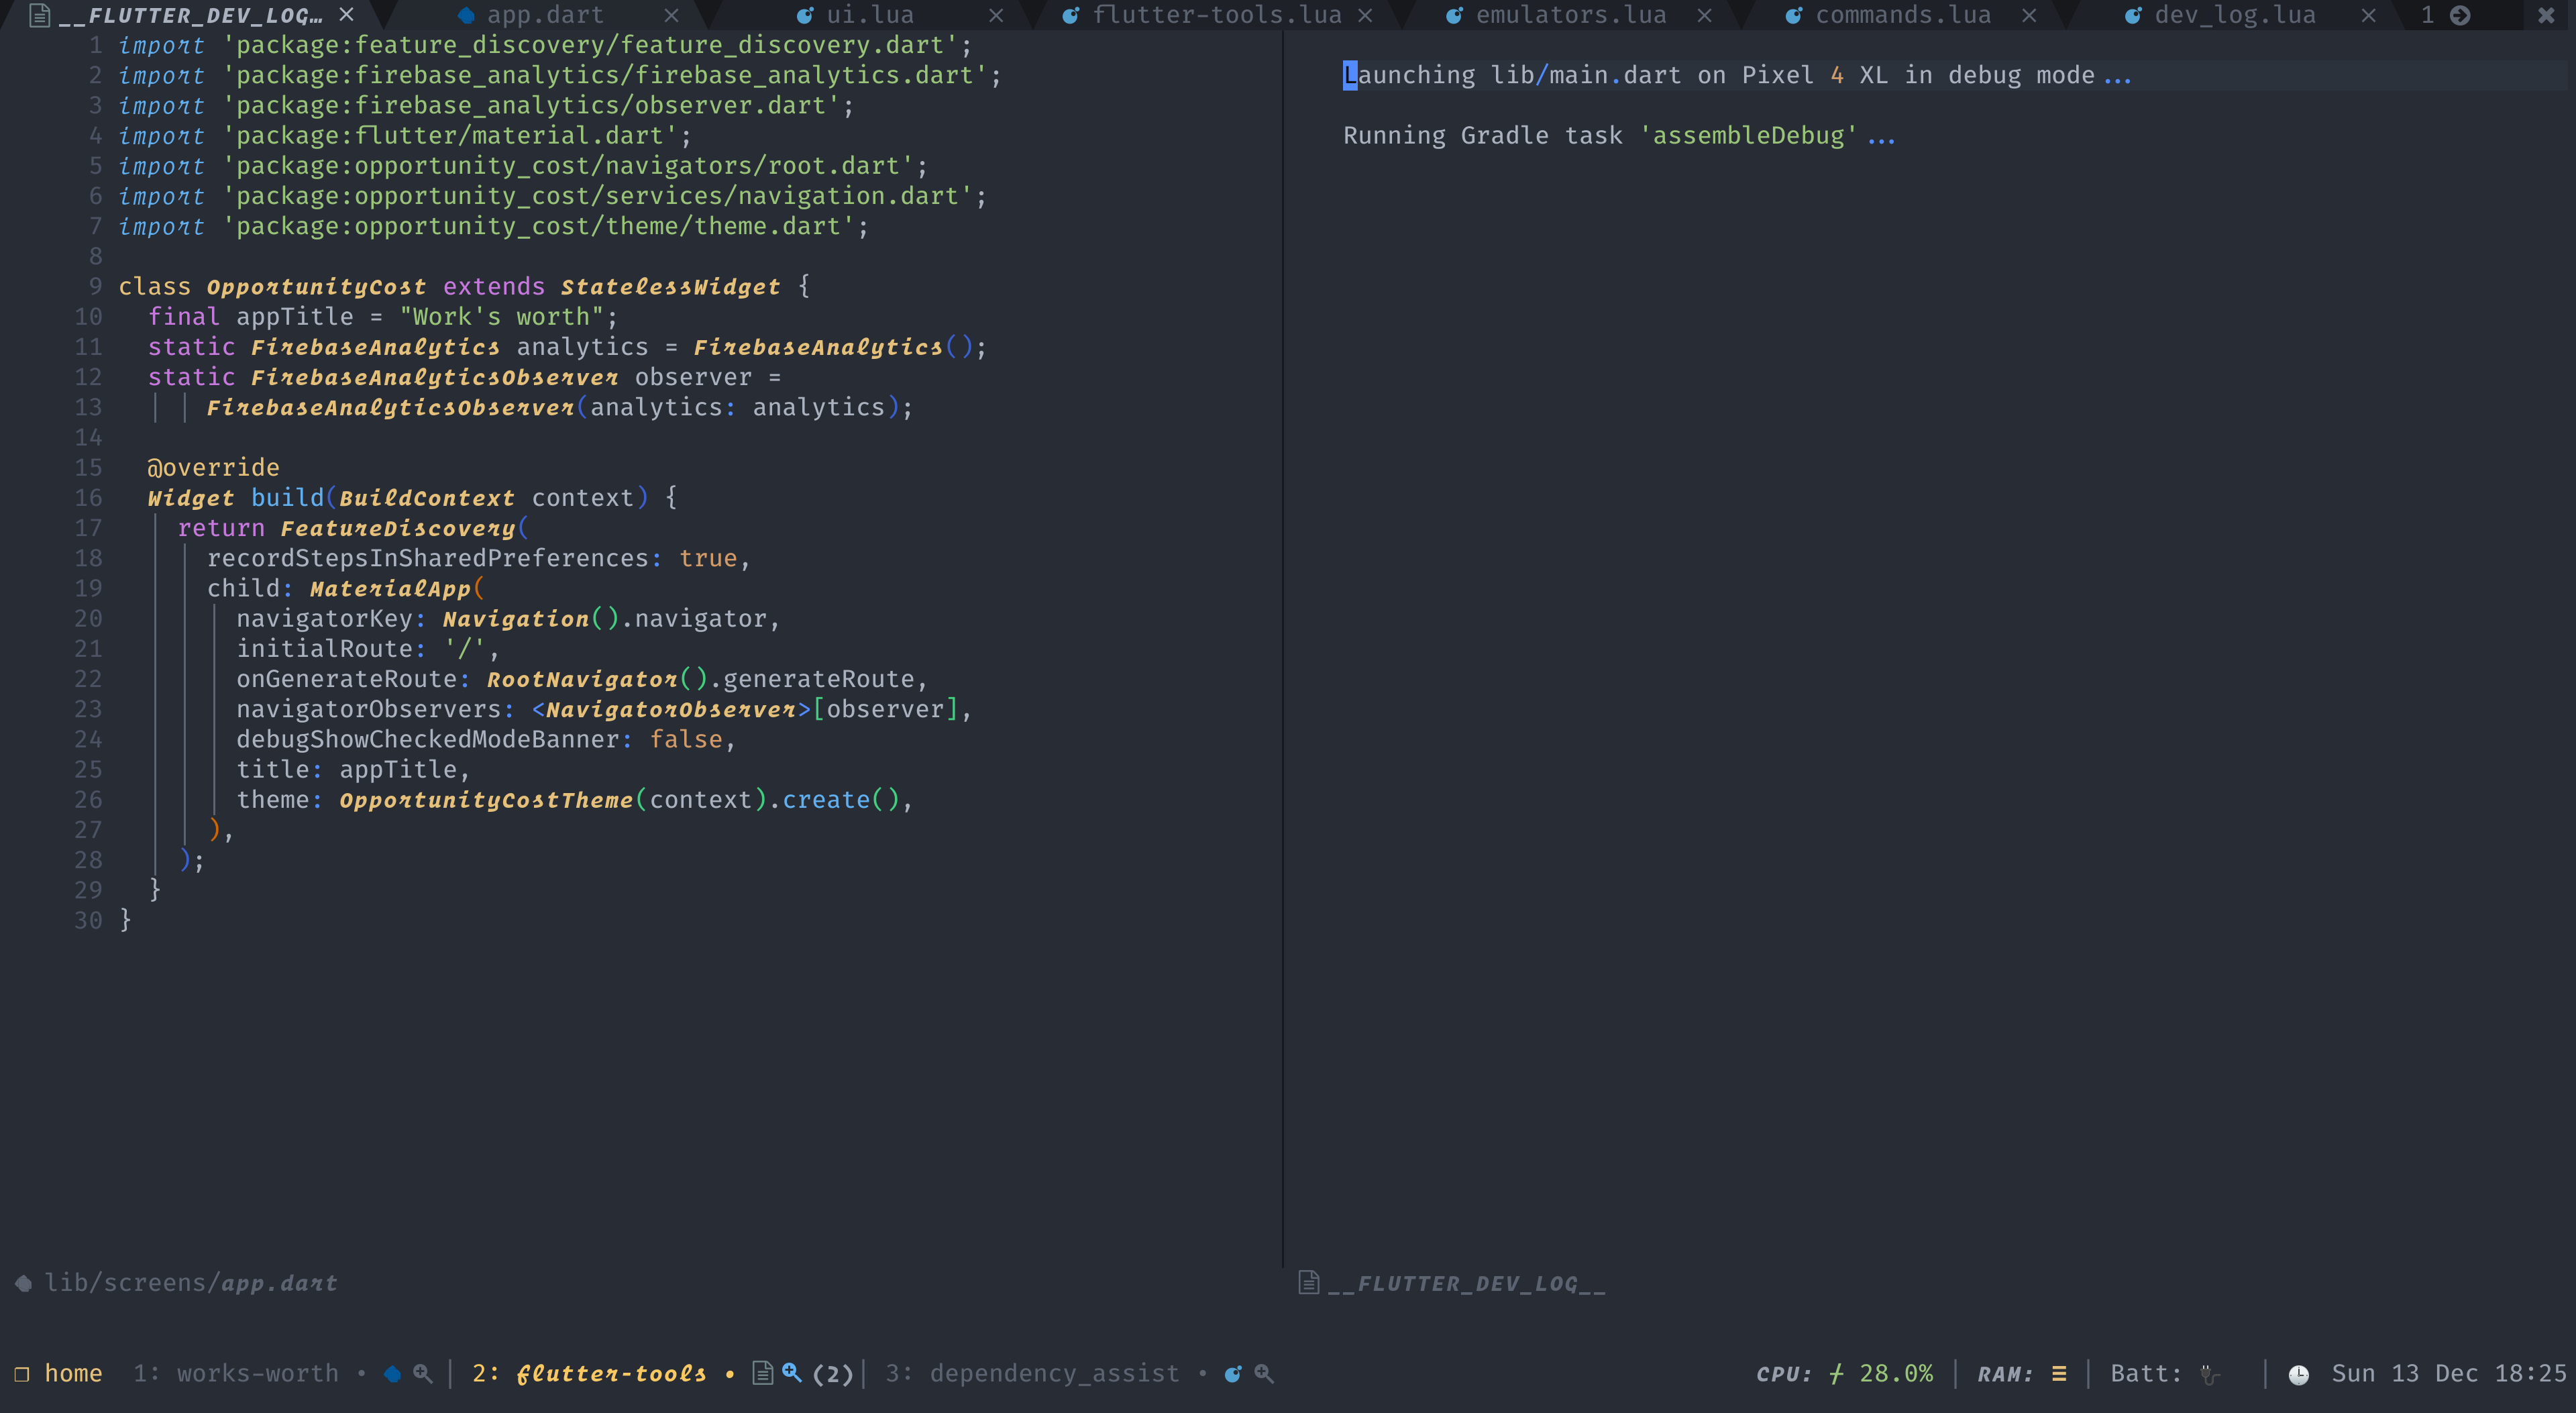 __FLUTTER_DEV_LOG… × app.dart × ui.lua × flutter-tools.lua × emulators.lua × commands.lua × dev_log.lua × 1
1 import 'package:feature_discovery/feature_discovery.dart';
2 import 'package:firebase_analytics/firebase_analytics.dart';
3 import 'package:firebase_analytics/observer.dart';
4 import 'package:flutter/material.dart';
5 import 'package:opportunity_cost/navigators/root.dart';
6 import 'package:opportunity_cost/services/navigation.dart';
7 import 'package:opportunity_cost/theme/theme.dart';
8
9 class OpportunityCost extends StatelessWidget {
10   final appTitle = "Work's worth";
11   static FirebaseAnalytics analytics = FirebaseAnalytics();
12   static FirebaseAnalyticsObserver observer =
13       FirebaseAnalyticsObserver(analytics: analytics);
14
15   @override
16   Widget build(BuildContext context) {
17     return FeatureDiscovery(
18       recordStepsInSharedPreferences: true,
19       child: MaterialApp(
20         navigatorKey: Navigation().navigator,
21         initialRoute: '/',
22         onGenerateRoute: RootNavigator().generateRoute,
23         navigatorObservers: <NavigatorObserver>[observer],
24         debugShowCheckedModeBanner: false,
25         title: appTitle,
26         theme: OpportunityCostTheme(context).create(),
27       ),
28     );
29   }
30 }
Launching lib/main.dart on Pixel 4 XL in debug mode...
Running Gradle task 'assembleDebug'...
lib/screens/app.dart
__FLUTTER_DEV_LOG__
home 1: works-worth • | 2: flutter-tools • (2) | 3: dependency_assist •
CPU: 28.0% | RAM: | Batt: | Sun 13 Dec 18:25